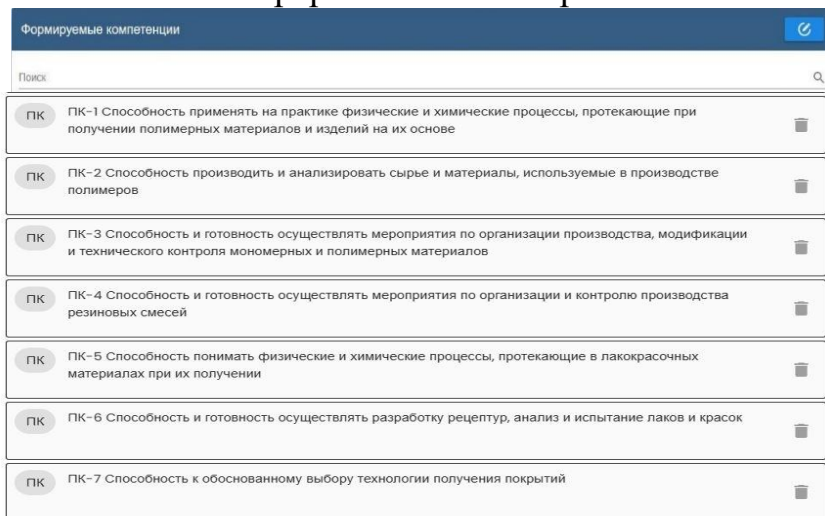 Формируемые компетенции
Поиск
ПК
ПК-1 Способность применять на практике физические и химические процессы, протекающие при
получении полимерных материалов и изделий на их основе
ПК
ПК-2 Способность производить и анализировать сырье и материалы, используемые в производстве
полимеров
ПК
ПК-3 Способность и готовность осуществлять мероприятия по организации производства, модификации
и технического контроля мономерных и полимерных материалов
ПК
ПК-4 Способность и готовность осуществлять мероприятия по организации и контролю производства
резиновых смесей
ПК
ПК-5 Способность понимать физические и химические процессы, протекающие в лакокрасочных
материалах при их получении
ПК
ПК-6 Способность и готовность осуществлять разработку рецептур, анализ и испытание лаков и красок
ПК
ПК-7 Способность к обоснованному выбору технологии получения покрытий